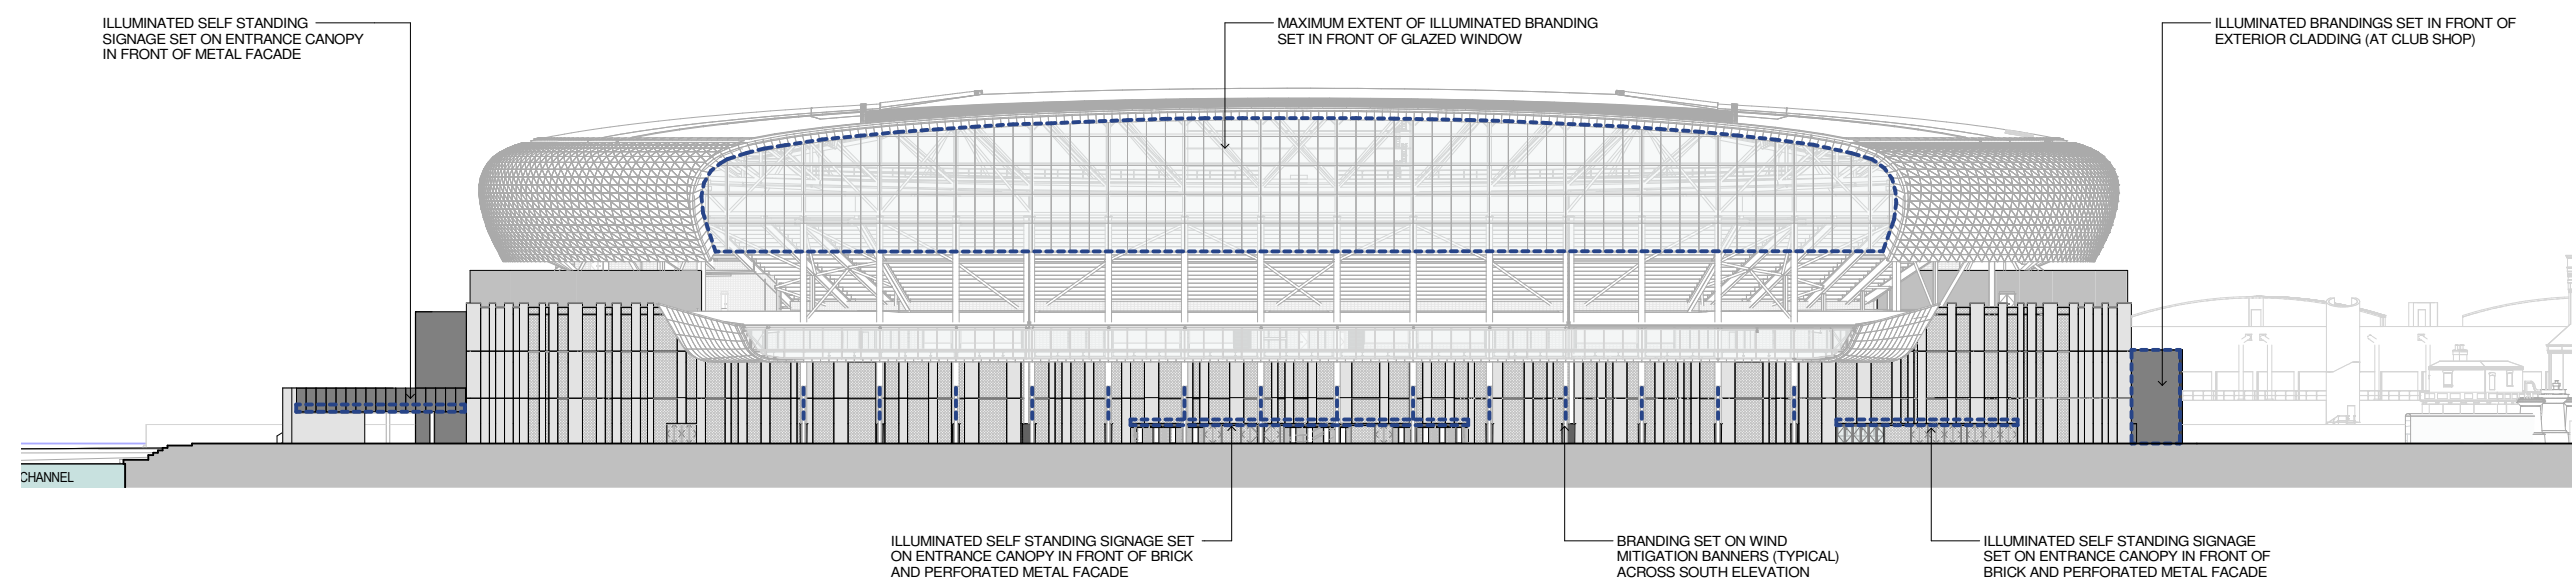 ILLUMINATED SELF STANDING
SIGNAGE SET ON ENTRANCE CANOPY
IN FRONT OF METAL FACADE
MAXIMUM EXTENT OF ILLUMINATED BRANDING
SET IN FRONT OF GLAZED WINDOW
ILLUMINATED BRANDINGS SET IN FRONT OF
EXTERIOR CLADDING (AT CLUB SHOP)
CHANNEL
ILLUMINATED SELF STANDING SIGNAGE SET
ON ENTRANCE CANOPY IN FRONT OF BRICK
AND PERFORATED METAL FACADE
BRANDING SET ON WIND
MITIGATION BANNERS (TYPICAL)
ACROSS SOUTH ELEVATION
ILLUMINATED SELF STANDING SIGNAGE
SET ON ENTRANCE CANOPY IN FRONT OF
BRICK AND PERFORATED METAL FACADE